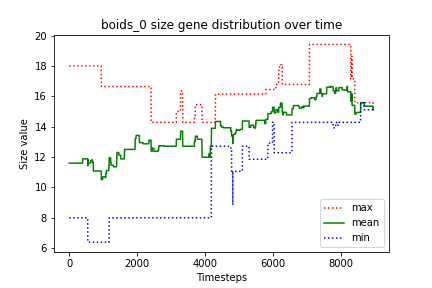 boids_0 size gene distribution over time
Size value
20
18
16
14
12
10
8
6
0
2000
4000
6000
8000
Timesteps
max
mean
min